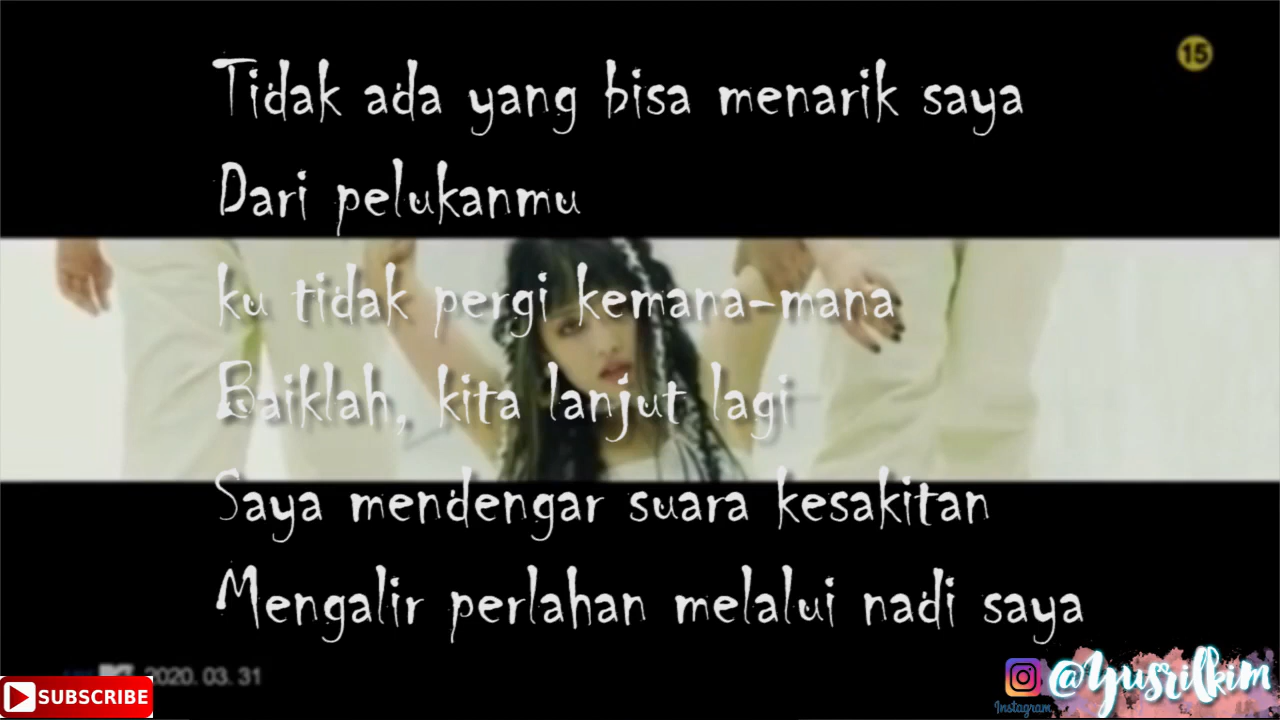 15
Tidak ada yang bisa menarik saya
Dari pelukanmu
ku tidak pergi kemana-mana
Baiklah, kita lanjut lagi
Saya mendengar suara kesakitan
Mengalir perlahan melalui nadi saya
2020. 03. 31
SUBSCRIBE
Instagram
@Yusrilkim